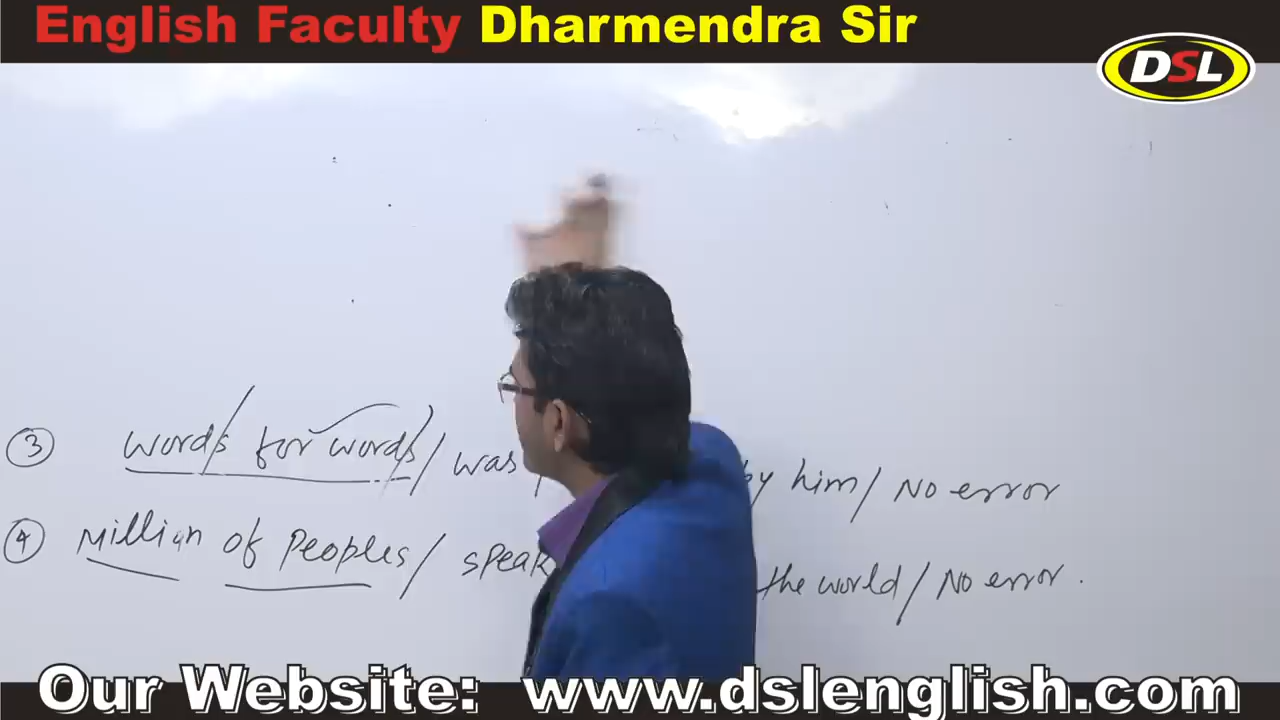 English Faculty Dharmendra Sir
DSL
③ words for words/ was by him/ No error
④ Million of Peoples/ speak the world/ No error.
Our Website: www.dslenglish.com